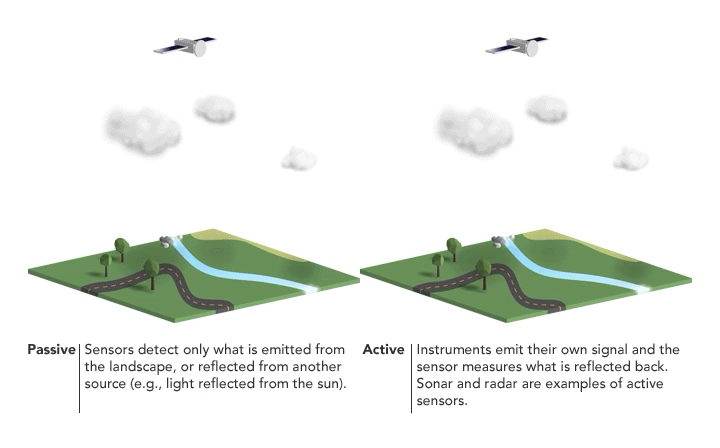 Passive
Sensors detect only what is emitted from
the landscape, or reflected from another
source (e.g., light reflected from the sun).
Active
Instruments emit their own signal and the
sensor measures what is reflected back.
Sonar and radar are examples of active
sensors.